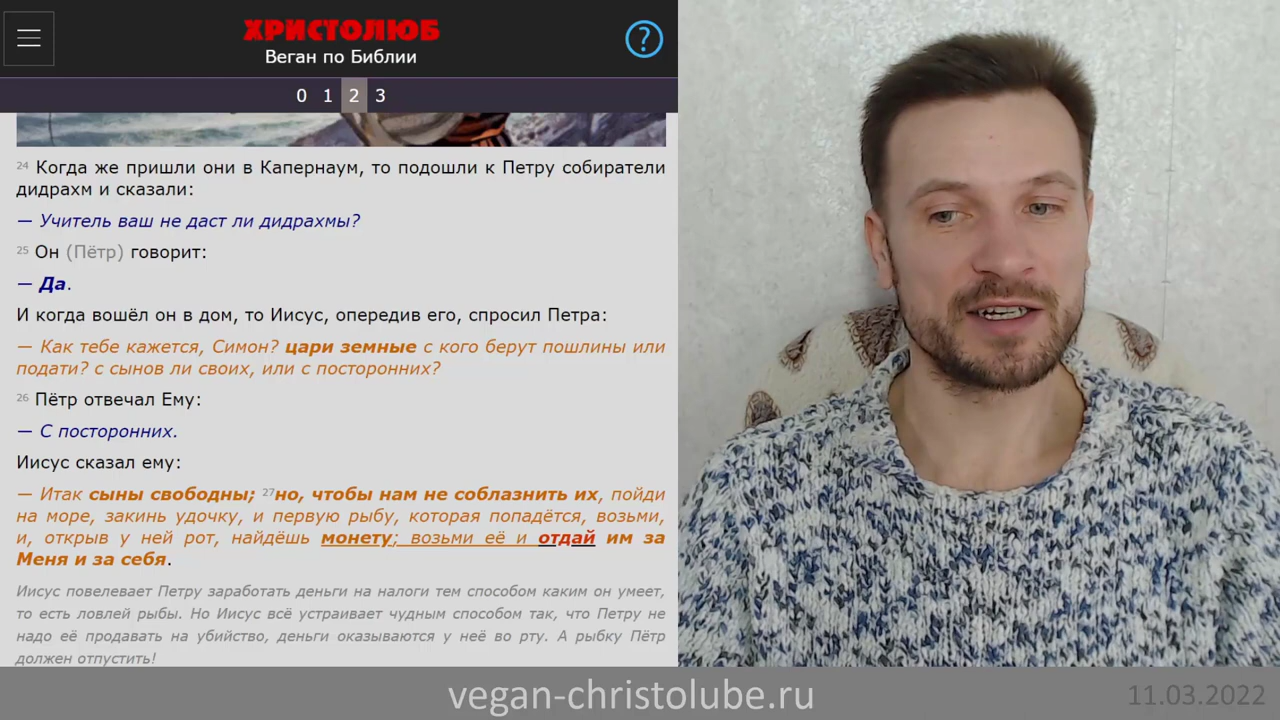 ХРИСТОЛЮБ
Веган по Библии
?
0 1 2 3
24 Когда же пришли они в Капернаум, то подошли к Петру собиратели
дидрахм и сказали:
— Учитель ваш не даст ли дидрахмы?
25 Он (Пётр) говорит:
— Да.
И когда вошёл он в дом, то Иисус, опередив его, спросил Петра:
— Как тебе кажется, Симон? цари земные с кого берут пошлины или
подати? с сынов ли своих, или с посторонних?
26 Пётр отвечал Ему:
— С посторонних.
Иисус сказал ему:
— Итак сыны свободны; 27но, чтобы нам не соблазнить их, пойди
на море, закинь удочку, и первую рыбу, которая попадётся, возьми,
и, открыв у ней рот, найдёшь монету; возьми её и отдай им за
Меня и за себя.
Иисус повелевает Петру заработать деньги на налоги тем способом каким он умеет,
то есть ловлей рыбы. Но Иисус всё устраивает чудным способом так, что Петру не
надо её продавать на убийство, деньги оказываются у неё во рту. А рыбку Пётр
должен отпустить!
vegan-christolube.ru
11.03.2022